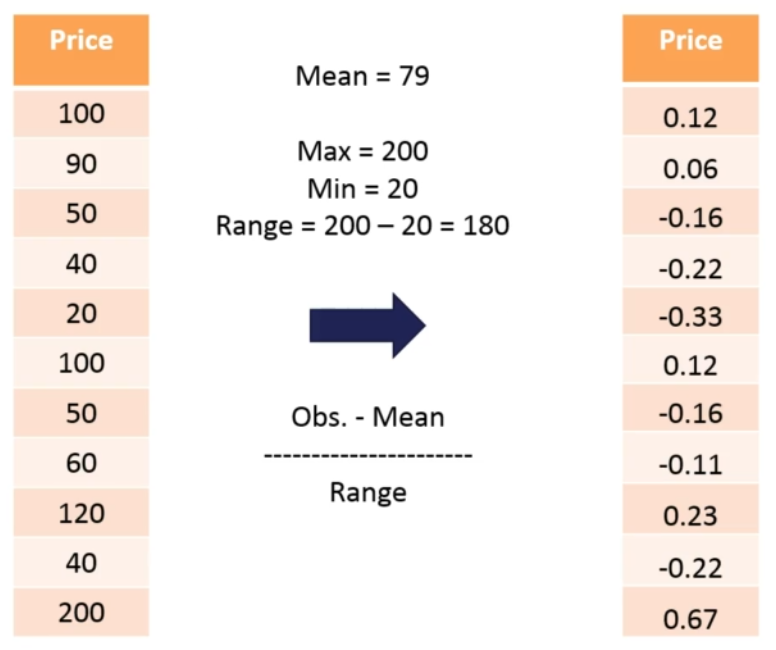 Price
100
90
50
40
20
100
50
60
120
40
200
Mean = 79
Max = 200
Min = 20
Range = 200 – 20 = 180
Obs. - Mean
----------------------
Range
Price
0.12
0.06
-0.16
-0.22
-0.33
0.12
-0.16
-0.11
0.23
-0.22
0.67